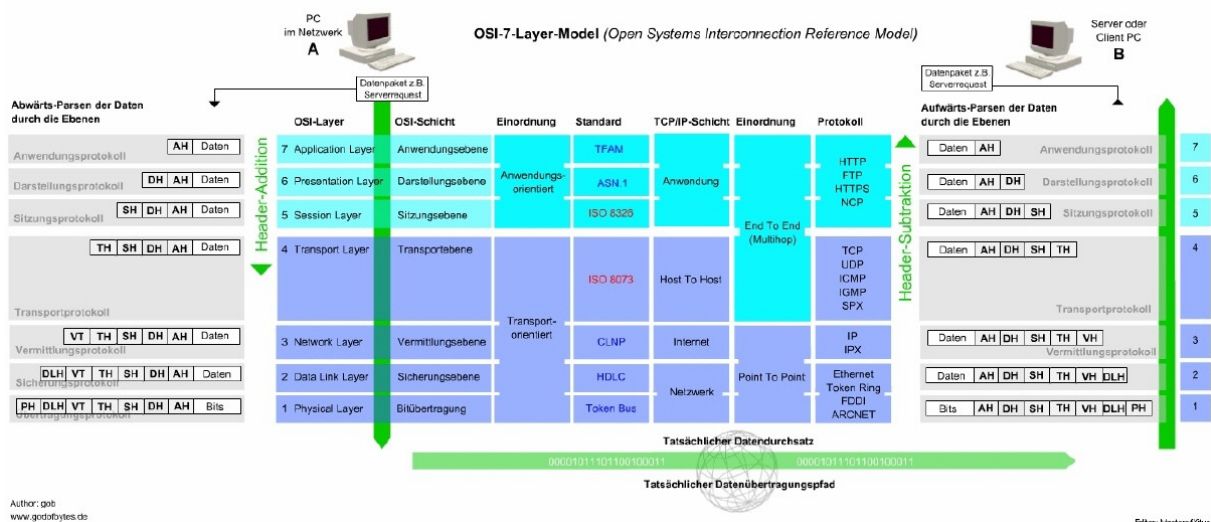 PC
im Netzwerk
A
OSI-7-Layer-Model (Open Systems Interconnection Reference Model)
Server oder
Client PC
B
Datenpaket z.B.
Serverrequest
Datenpaket z.B.
Serverrequest
Abwärts-Parsen der Daten
durch die Ebenen
OSI-Layer OSI-Schicht Einordnung Standard TCP/IP-Schicht Einordnung Protokoll
Aufwärts-Parsen der Daten
durch die Ebenen
AH Daten
Anwendungsprotokoll
DH AH Daten
Darstellungsprotokoll
SH DH AH Daten
Sitzungsprotokoll
TH SH DH AH Daten
Transportprotokoll
VT TH SH DH AH Daten
Vermittlungsprotokoll
DLH VT TH SH DH AH Daten
Sicherungsprotokoll
PH DLH VT TH SH DH AH Bits
Übertragungsprotokoll
Header-Addition
7 Application Layer
6 Presentation Layer
5 Session Layer
4 Transport Layer
3 Network Layer
2 Data Link Layer
1 Physical Layer
Anwendungsebene
Darstellungsebene
Sitzungsebene
Transportebene
Vermittlungsebene
Sicherungsebene
Bitübertragung
Anwendungs-
orientiert
Transport-
orientiert
TFAM
ASN.1
ISO 8326
ISO 8073
CLNP
HDLC
Token Bus
Anwendung
Host To Host
Internet
Netzwerk
End To End
(Multihop)
Point To Point
HTTP
FTP
HTTPS
NCP
TCP
UDP
ICMP
IGMP
SPX
IP
IPX
Ethernet
Token Ring
FDDI
ARCNET
Header-Subtraktion
Daten AH
Anwendungsprotokoll
7
Daten AH DH
Darstellungsprotokoll
6
Daten AH DH SH
Sitzungsprotokoll
5
Daten AH DH SH TH
4
Transportprotokoll
Daten AH DH SH TH VH
Vermittlungsprotokoll
3
Daten AH DH SH TH VH DLH
2
Bits AH DH SH TH VH DLH PH
1
Tatsächlicher Datendurchsatz
00001011101100100011 00001011101100100011
Tatsächlicher Datenübertragungspfad
Author: gob
www.godofbytes.de